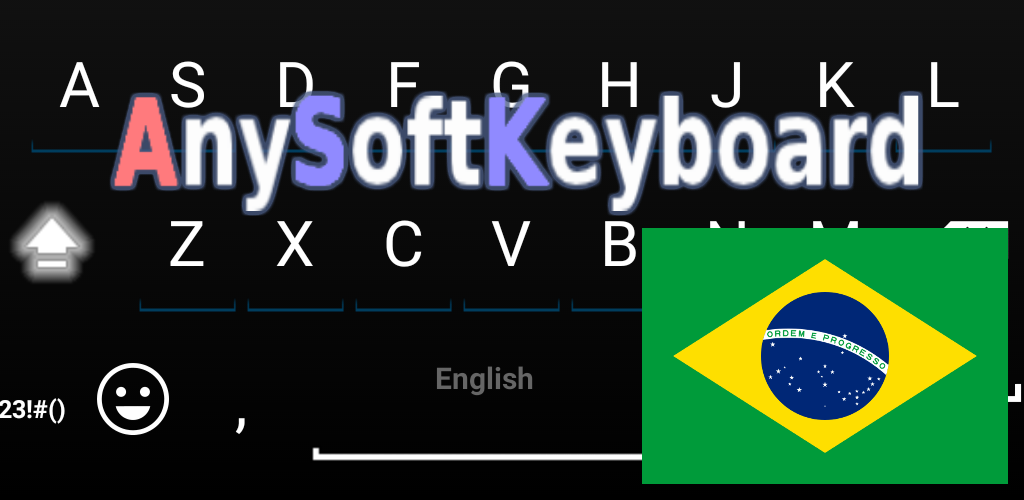 A S D F G H J K L
AnySoftKeyboard
Z X C V B N M
ORDEM E PROGRESSO
English
23!#() ,